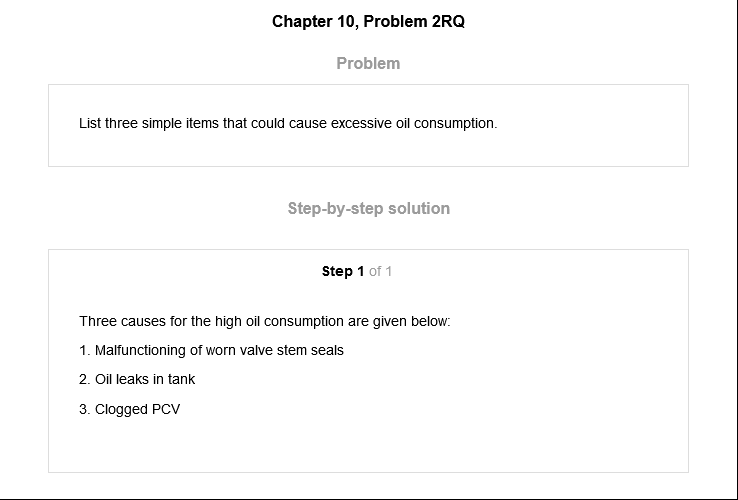 Chapter 10, Problem 2RQ
Problem
List three simple items that could cause excessive oil consumption.
Step-by-step solution
Step 1 of 1
Three causes for the high oil consumption are given below:
1. Malfunctioning of worn valve stem seals
2. Oil leaks in tank
3. Clogged PCV